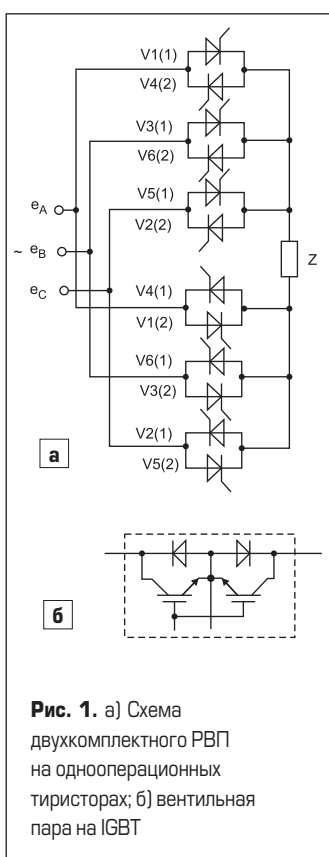 V1(1)
V4(2)
V3(1)
V6(2)
V5(1)
V2(2)
eA
~ eB
eC
Z
V4(1)
V1(2)
V6(1)
V3(2)
V2(1)
V5(2)
а
б
Рис. 1. а) Схема
двухкомплектного РВП
на однооперационных
тиристорах; б) вентильная
пара на IGBT